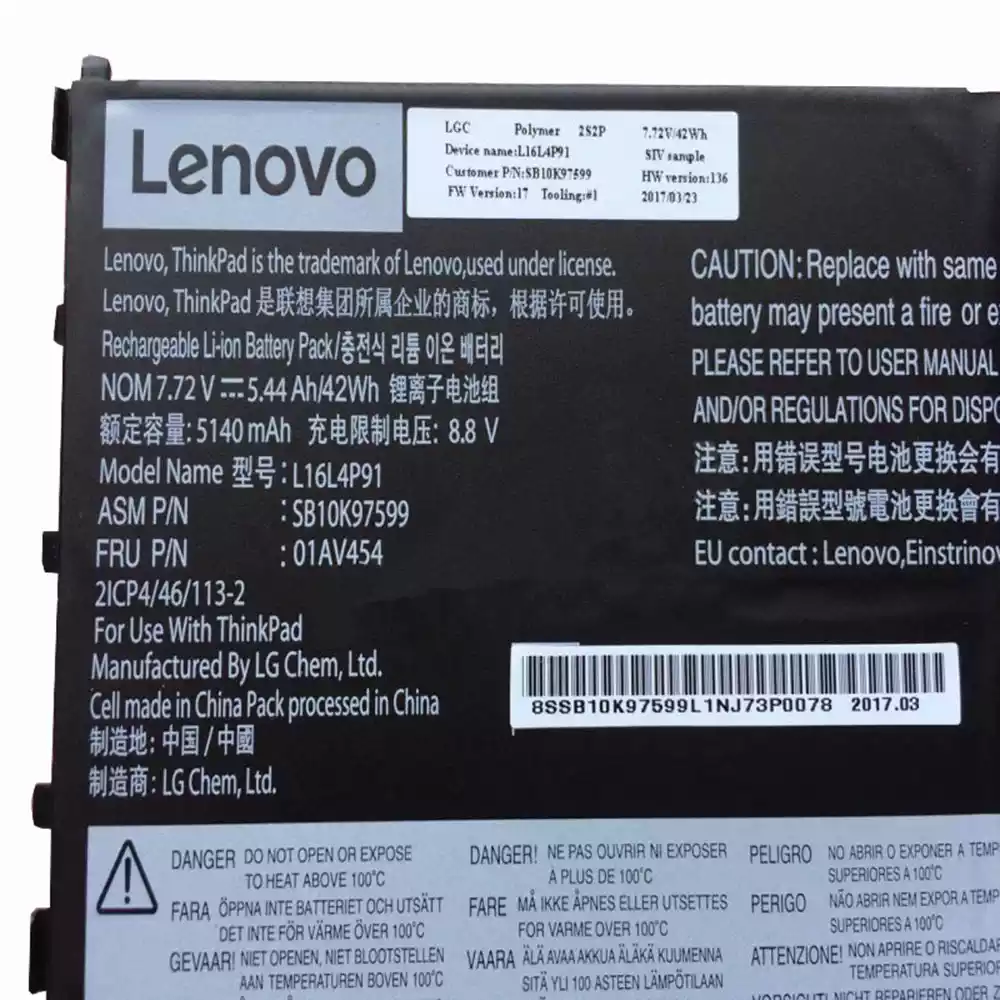 Lenovo
LGC Polymer 2S2P 7.72V/42Wh
Device name:L16L4P91 SIV sample
Customer P/N:SB10K97599 HW version:136
FW Version:17 Tooling:#1 2017/03/23
Lenovo, ThinkPad is the trademark of Lenovo,used under license.
Lenovo, ThinkPad 是联想集团所属企业的商标，根据许可使用。
Rechargeable Li-ion Battery Pack/충전식 리튬 이온 배터리
NOM 7.72 V ⎓ 5.44 Ah/42Wh 锂离子电池组
额定容量: 5140 mAh 充电限制电压: 8.8 V
Model Name 型号: L16L4P91
ASM P/N : SB10K97599
FRU P/N : 01AV454
2ICP4/46/113-2
For Use With ThinkPad
Manufactured By LG Chem, Ltd.
Cell made in China Pack processed in China
制造地: 中国 / 中國
制造商: LG Chem, Ltd.
CAUTION: Replace with same
battery may present a fire or e
PLEASE REFER TO USER MANUAL
AND/OR REGULATIONS FOR DISPO
注意: 用错误型号电池更换会有
注意: 用錯誤型號電池更換會有
EU contact : Lenovo,Einstrinov
8SSB10K97599L1NJ73P0078 2017.03
DANGER DO NOT OPEN OR EXPOSE
TO HEAT ABOVE 100°C
FARA ÖPPNA INTE BATTERIET OCH UTSÄTT
DET INTE FÖR VÄRME ÖVER 100°C
GEVAAR! NIET OPENEN, NIET BLOOTSTELLEN
AAN TEMPERATUREN BOVEN 100°C
DANGER! NE PAS OUVRIR NI EXPOSER
À PLUS DE 100°C
FARE MÅ IKKE ÅPNES ELLER UTSETTES
FOR VARME OVER 100°C
VAARA ÄLÄ AVAA AKKUA ÄLÄKÄ KUUMENNA
SITÄ YLI 100 ASTEEN LÄMPÖTILAAN
PELIGRO NO ABRIR O EXPONER A TEMP
SUPERIORES A 100°C
PERIGO NÃO ABRIR NEM EXPOR A TEMP
SUPERIORES A 100°C
ATTENZIONE! NON APRIRE O RISCALDAR
TEMPERATURA SUPERIOR
VORSICHT! NICHT REPARIEREN ODER Z